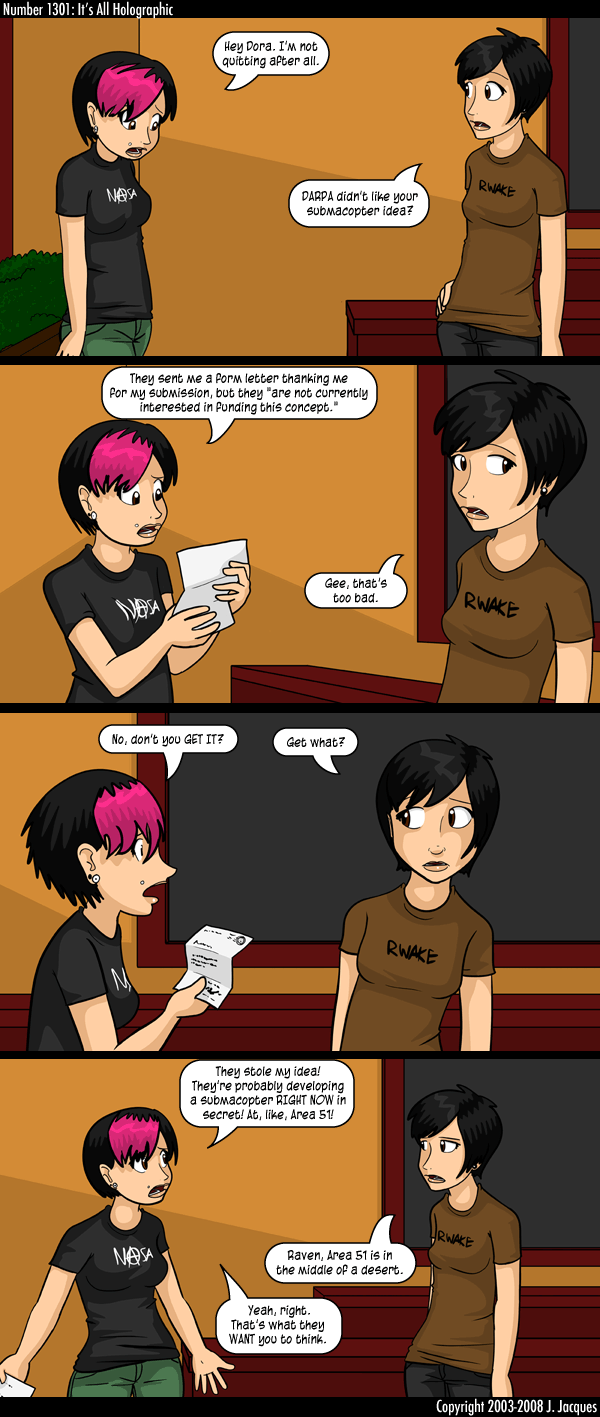 Number 1301: It's All Holographic
Hey Dora. I'm not
quitting after all.
DARPA didn't like your
submacopter idea?
NAPSA
RWAKE
They sent me a form letter thanking me
for my submission, but they "are not currently
interested in funding this concept."
Gee, that's
too bad.
RWAKE
No, don't you GET IT?
Get what?
RWAKE
They stole my idea!
They're probably developing
a submacopter RIGHT NOW in
secret! At, like, Area 51!
Raven, Area 51 is in
the middle of a desert.
RWAKE
Yeah, right.
That's what they
WANT you to think.
Copyright 2003-2008 J. Jacques